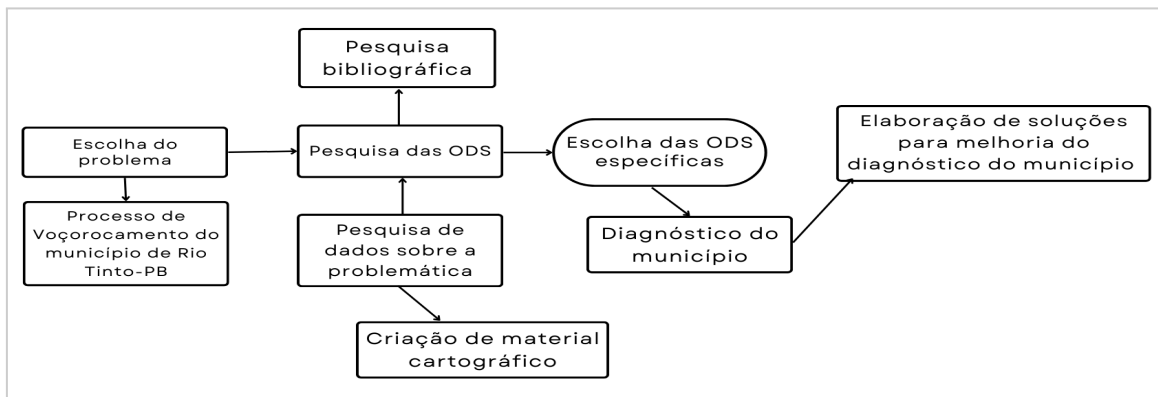 Pesquisa
bibliográfica
Escolha do
problema
Pesquisa das ODS
Escolha das ODS
específicas
Elaboração de soluções
para melhoria do
diagnóstico do município
Processo de
Voçorocamento do
município de Rio
Tinto-PB
Pesquisa de
dados sobre a
problemática
Diagnóstico do
município
Criação de material
cartográfico